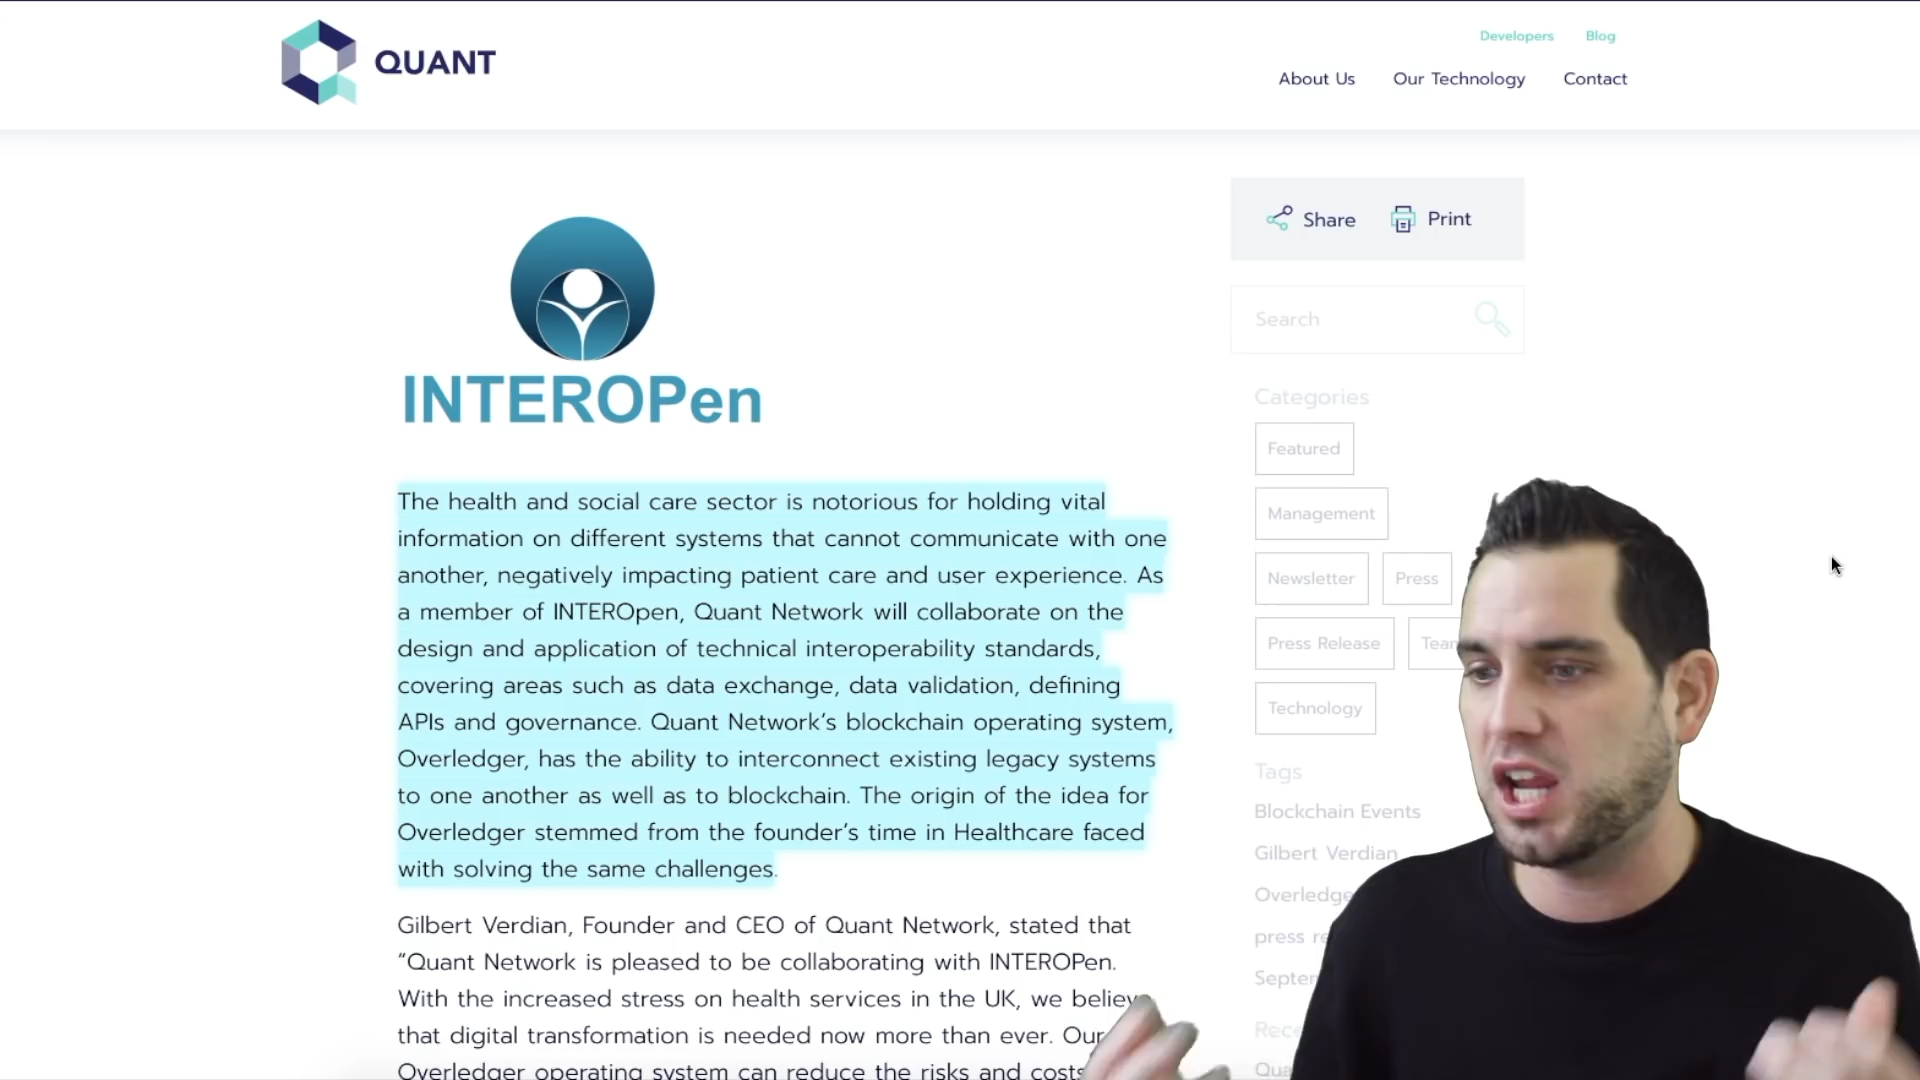 QUANT
Developers Blog
About Us Our Technology Contact
Share Print
Search
INTEROPen
Categories
Featured
Management
Newsletter Press
Press Release
Technology
Tags
Blockchain Events
Gilbert Verdian
press
The health and social care sector is notorious for holding vital
information on different systems that cannot communicate with one
another, negatively impacting patient care and user experience. As
a member of INTEROpen, Quant Network will collaborate on the
design and application of technical interoperability standards,
covering areas such as data exchange, data validation, defining
APIs and governance. Quant Network's blockchain operating system,
Overledger, has the ability to interconnect existing legacy systems
to one another as well as to blockchain. The origin of the idea for
Overledger stemmed from the founder's time in Healthcare faced
with solving the same challenges.
Gilbert Verdian, Founder and CEO of Quant Network, stated that
“Quant Network is pleased to be collaborating with INTEROPen.
With the increased stress on health services in the UK, we believe
that digital transformation is needed now more than ever. Our
Overledger operating system can reduce the risks and costs